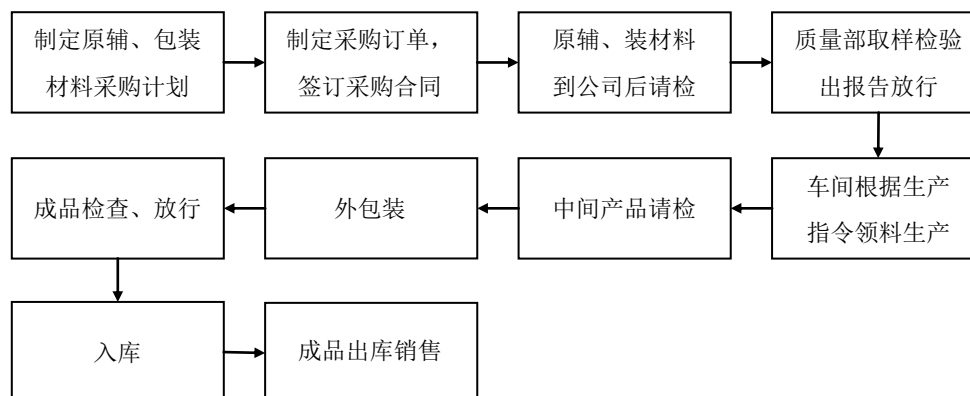 制定原辅、包装
材料采购计划
制定采购订单，
签订采购合同
原辅、装材料
到公司后请检
质量部取样检验
出报告放行
车间根据生产
指令领料生产
中间产品请检
外包装
成品检查、放行
入库
成品出库销售